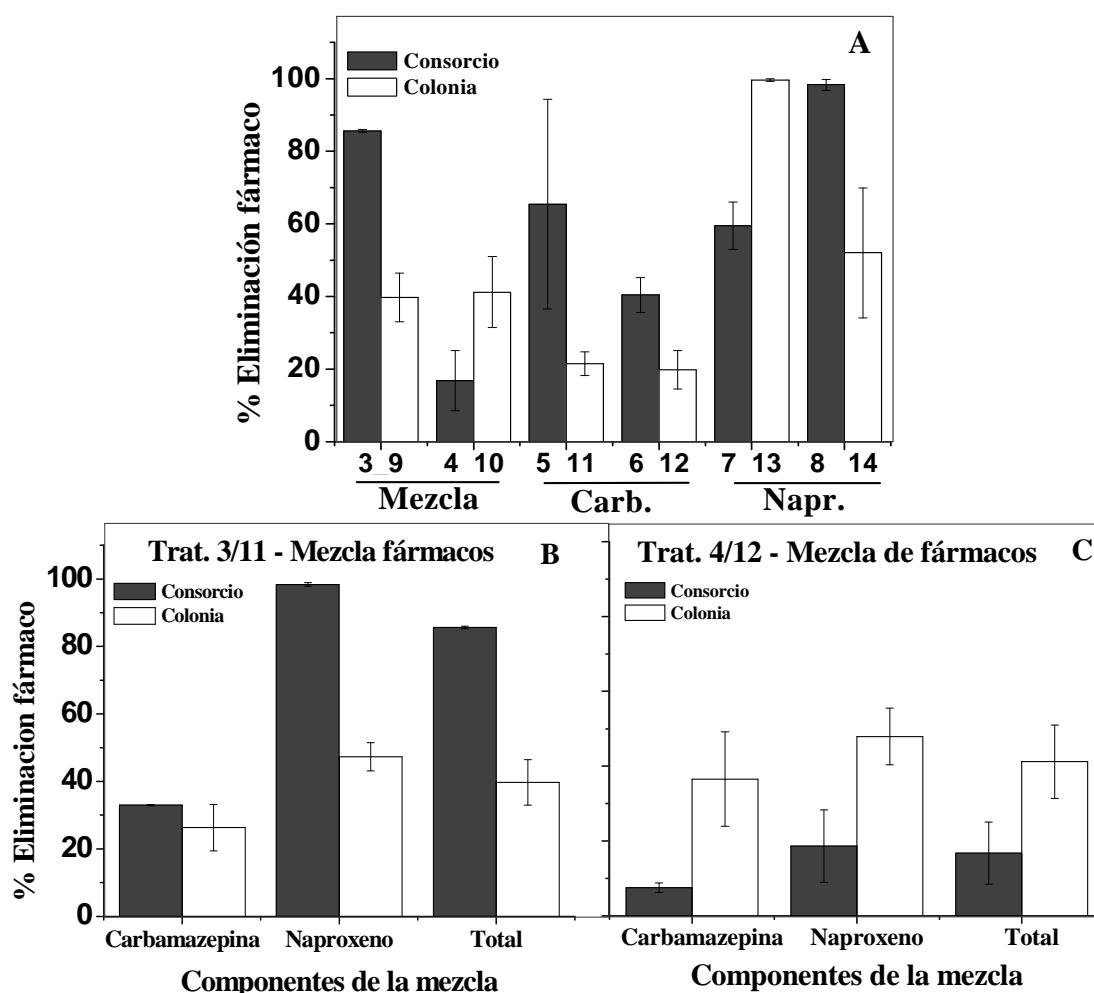 A
Consorcio
Colonia
% Eliminación fármaco
100
80
60
40
20
0
3_9 4 10 5 11 6 12 7 13 8 14
Mezcla Carb. Napr.
Trat. 3/11 - Mezcla fármacos B
Consorcio
Colonia
% Eliminacion fármaco
100
80
60
40
20
0
Carbamazepina Naproxeno Total
Componentes de la mezcla
Trat. 4/12 - Mezcla de fármacos C
Consorcio
Colonia
Carbamazepina Naproxeno Total
Componentes de la mezcla